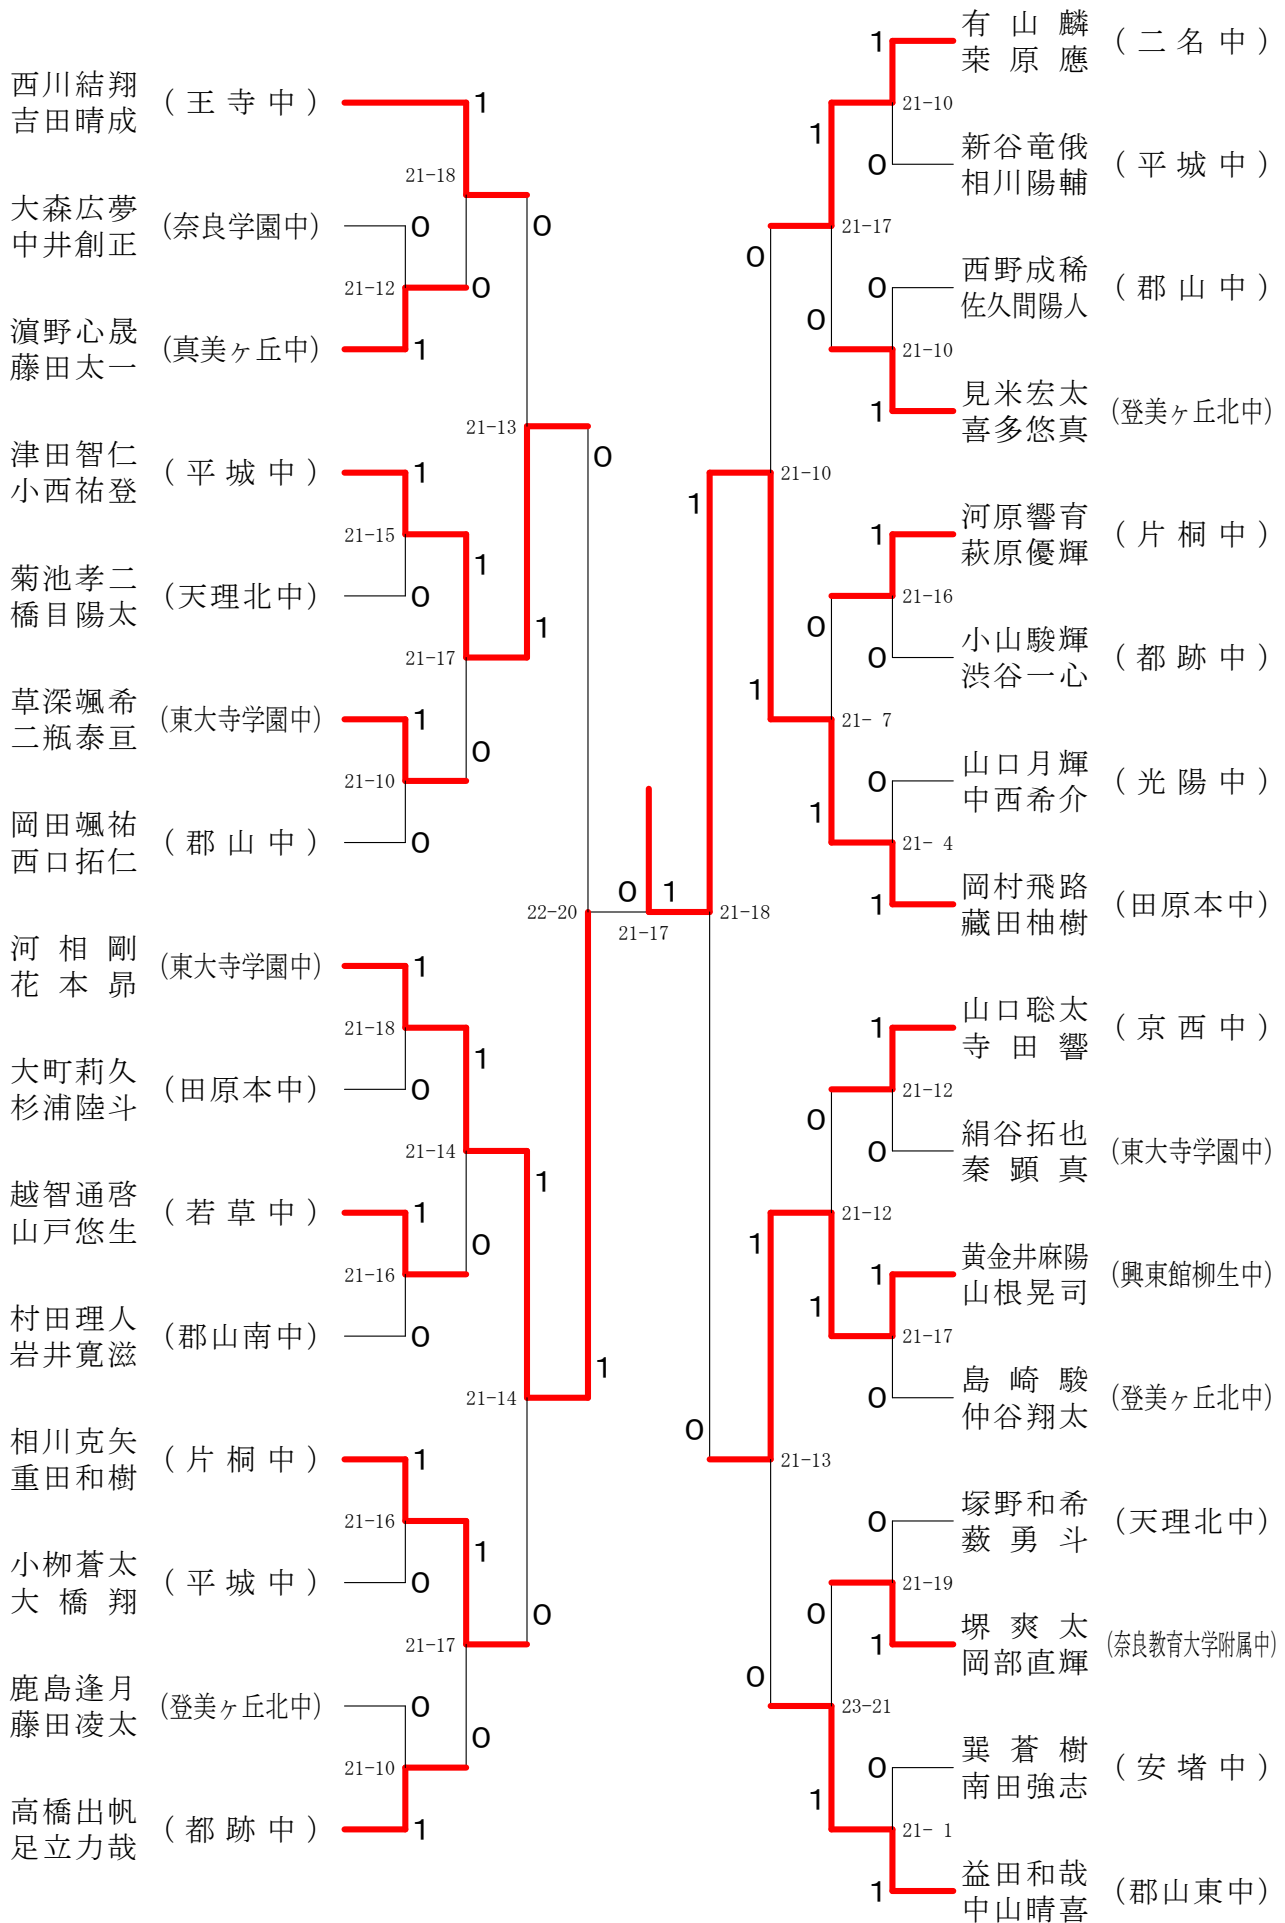 西川結翔
吉田晴成
(王寺中)
1
21-18
大森広夢
中井創正
(奈良学園中)
0
0
21-12
0
濵野心晟
藤田太一
(真美ヶ丘中)
1
21-13
0
津田智仁
小西祐登
(平城中)
1
21-15
1
菊池孝二
橋目陽太
(天理北中)
0
1
21-17
草深颯希
二瓶泰亘
(東大寺学園中)
1
0
21-10
岡田颯祐
西口拓仁
(郡山中)
0
22-20
0
1
21-17
21-18
河相剛
花本昴
(東大寺学園中)
1
21-18
1
大町莉久
杉浦陸斗
(田原本中)
0
21-14
1
越智通啓
山戸悠生
(若草中)
1
0
21-16
村田理人
岩井寛滋
(郡山南中)
0
1
21-14
相川克矢
重田和樹
(片桐中)
1
21-16
1
小栁蒼太
大橋翔
(平城中)
0
0
21-17
鹿島逢月
藤田凌太
(登美ヶ丘北中)
0
0
21-10
高橋出帆
足立力哉
(都跡中)
1
1
有山麟
桒原應
(二名中)
21-10
1
0
新谷竜俄
相川陽輔
(平城中)
21-17
0
0
西野成稀
佐久間陽人
(郡山中)
0
21-10
1
見米宏太
喜多悠真
(登美ヶ丘北中)
21-10
1
1
河原響育
萩原優輝
(片桐中)
21-16
0
0
小山駿輝
渋谷一心
(都跡中)
1
21- 7
0
山口月輝
中西希介
(光陽中)
1
21- 4
1
岡村飛路
藏田柚樹
(田原本中)
1
山口聡太
寺田響
(京西中)
21-12
0
0
絹谷拓也
秦顕真
(東大寺学園中)
21-12
1
1
黄金井麻陽
山根晃司
(興東館柳生中)
1
21-17
0
島崎駿
仲谷翔太
(登美ヶ丘北中)
0
21-13
0
塚野和希
薮勇斗
(天理北中)
21-19
0
1
堺爽太
岡部直輝
(奈良教育大学附属中)
0
23-21
0
巽蒼樹
南田強志
(安堵中)
1
21- 1
1
益田和哉
中山晴喜
(郡山東中)